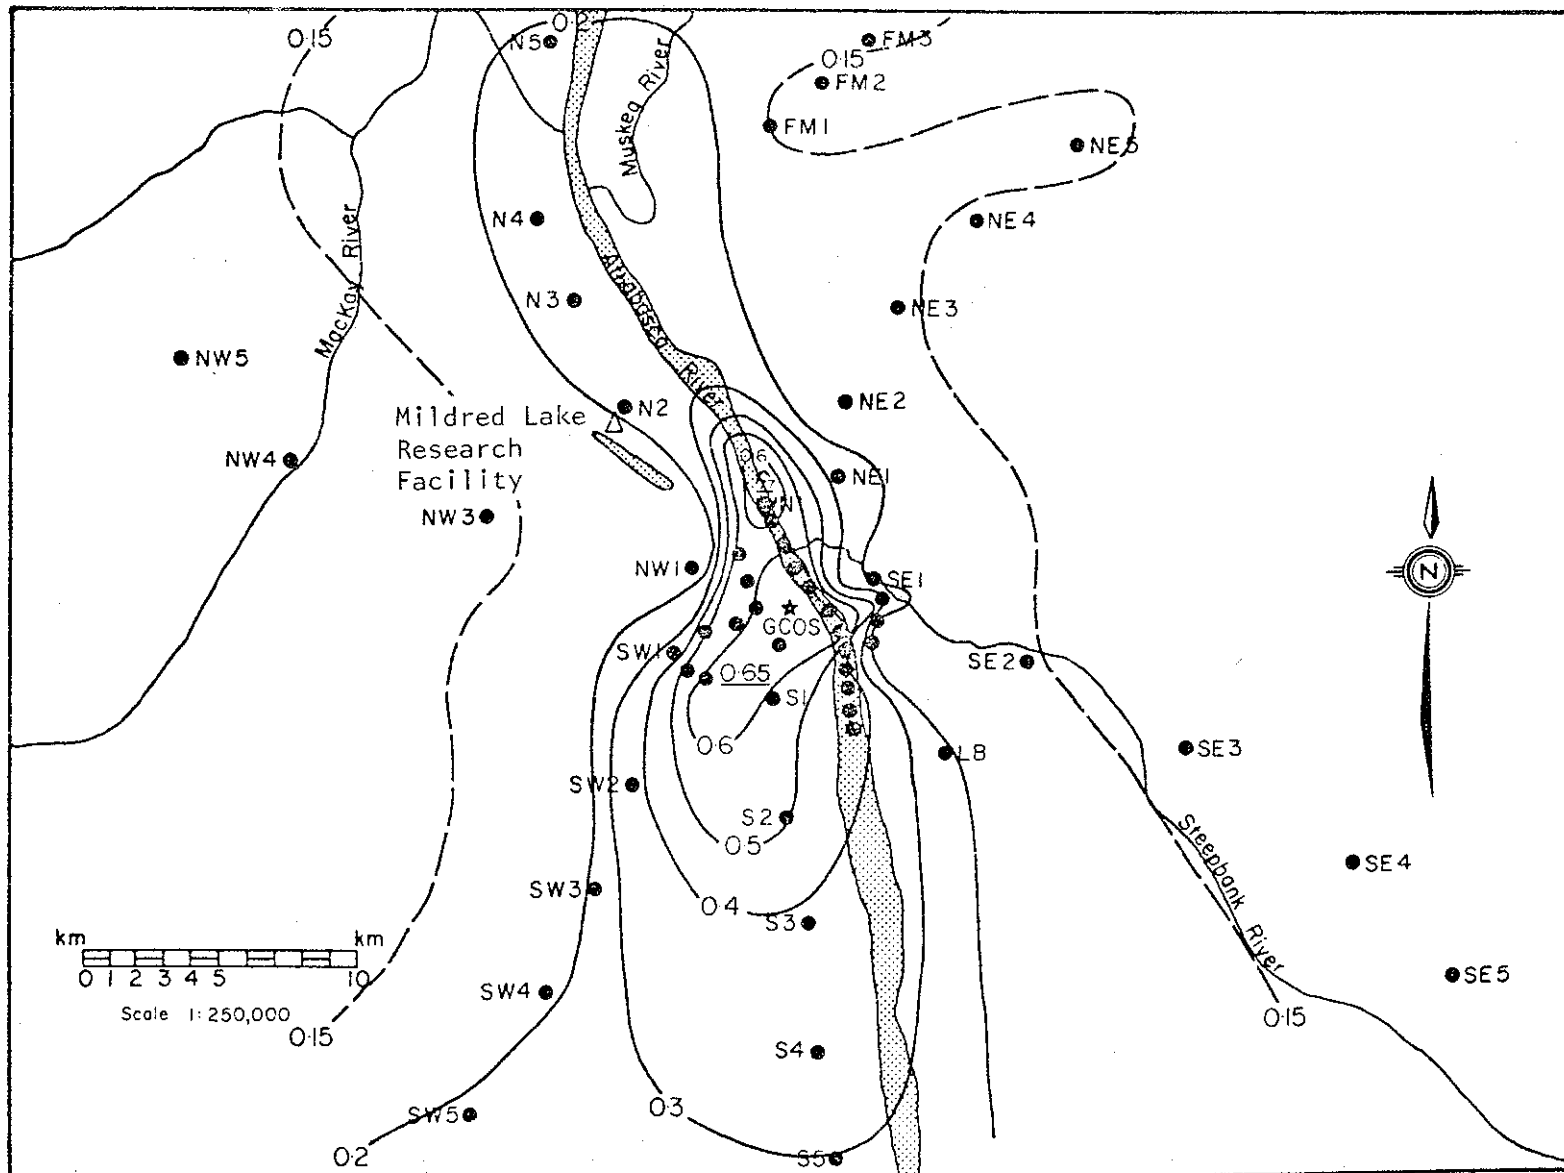 0.15
N5
0.2
FM3
0.15
FM2
FM1
Muskeg River
NE5
N4
NE4
MacKay River
Athabasca River
N3
NE3
NW5
N2
NE2
Mildred Lake
Research
Facility
NW4
0.6
NE1
NW3
NW1
SE1
GCOS
SW1
SE2
0.65
S1
0.6
LB
SE3
SW2
S2
0.5
Steepbank River
SE4
SW3
0.4
S3
km km
0 1 2 3 4 5 10
Scale 1:250,000
SE5
SW4
0.15
0.15
S4
0.3
SW5
0.2
S5
N